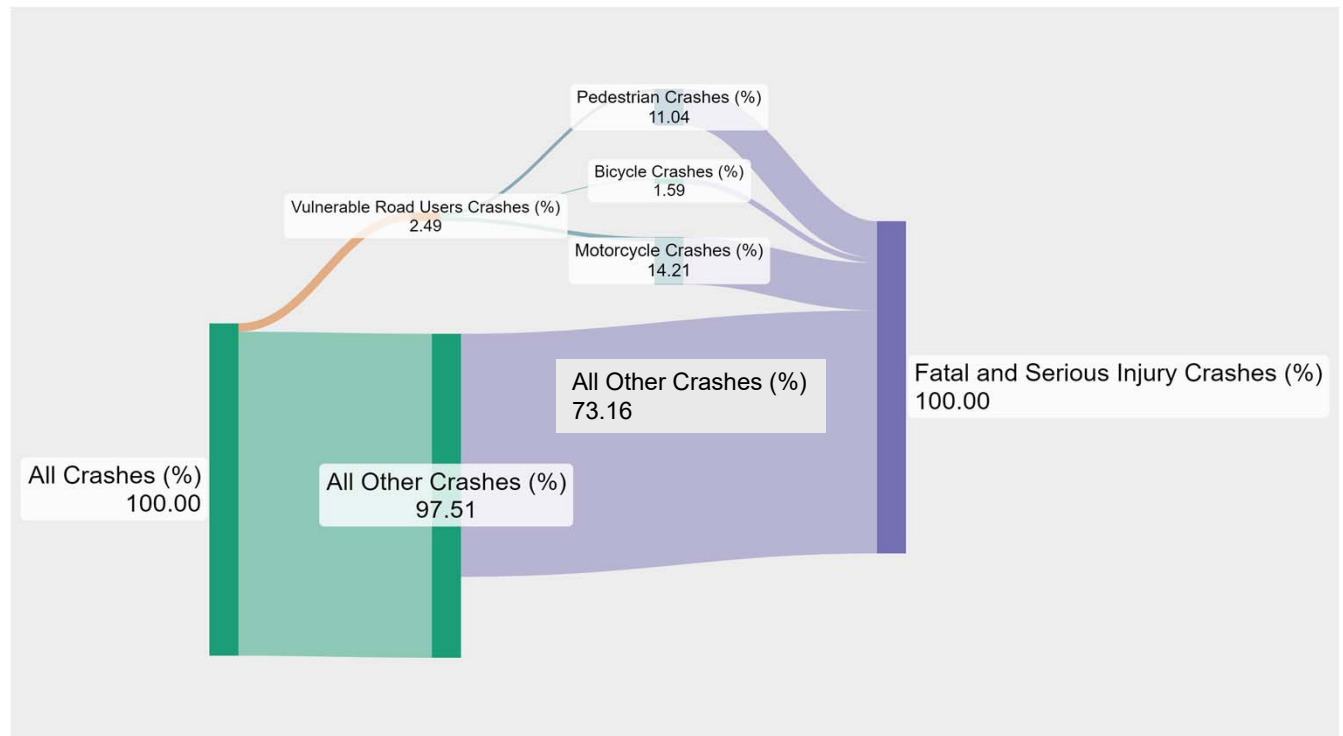 Pedestrian Crashes (%)
11.04
Bicycle Crashes (%)
1.59
Vulnerable Road Users Crashes (%)
2.49
Motorcycle Crashes (%)
14.21
All Other Crashes (%)
73.16
Fatal and Serious Injury Crashes (%)
100.00
All Crashes (%)
100.00
All Other Crashes (%)
97.51